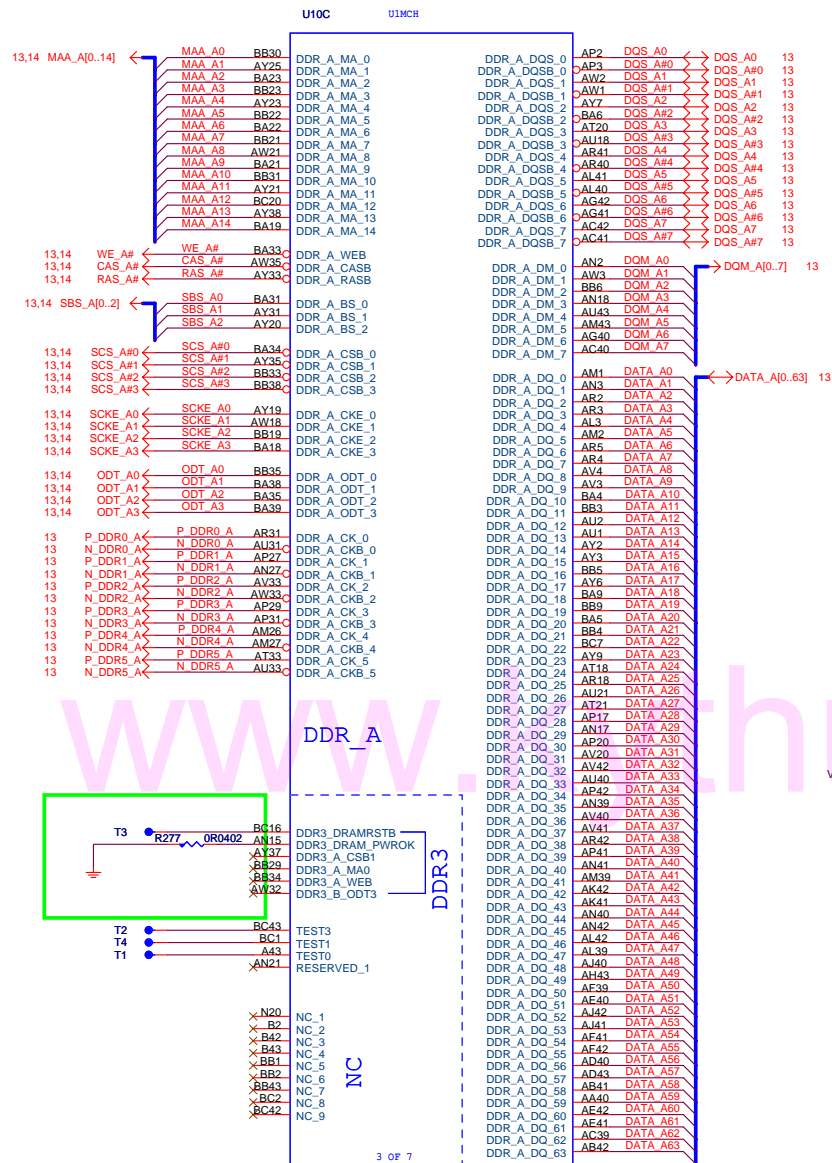 U10C U1MCH
13,14 MAA_A[0..14]
MAA_A0 BB30 DDR_A_MA_0
MAA_A1 AY25 DDR_A_MA_1
MAA_A2 BA23 DDR_A_MA_2
MAA_A3 BB23 DDR_A_MA_3
MAA_A4 AY23 DDR_A_MA_4
MAA_A5 BB22 DDR_A_MA_5
MAA_A6 BA22 DDR_A_MA_6
MAA_A7 BB21 DDR_A_MA_7
MAA_A8 AW21 DDR_A_MA_8
MAA_A9 BA21 DDR_A_MA_9
MAA_A10 BB31 DDR_A_MA_10
MAA_A11 AY21 DDR_A_MA_11
MAA_A12 BC20 DDR_A_MA_12
MAA_A13 AY38 DDR_A_MA_13
MAA_A14 BA19 DDR_A_MA_14
13,14 WE_A# WE_A# BA33 DDR_A_WEB
13,14 CAS_A# CAS_A# AW35 DDR_A_CASB
13,14 RAS_A# RAS_A# AY33 DDR_A_RASB
13,14 SBS_A[0..2]
SBS_A0 BA31 DDR_A_BS_0
SBS_A1 AY31 DDR_A_BS_1
SBS_A2 AY20 DDR_A_BS_2
13,14 SCS_A#0 SCS_A#0 BA34 DDR_A_CSB_0
13,14 SCS_A#1 SCS_A#1 AY35 DDR_A_CSB_1
13,14 SCS_A#2 SCS_A#2 BB33 DDR_A_CSB_2
13,14 SCS_A#3 SCS_A#3 BB38 DDR_A_CSB_3
13,14 SCKE_A0 SCKE_A0 AY19 DDR_A_CKE_0
13,14 SCKE_A1 SCKE_A1 AW18 DDR_A_CKE_1
13,14 SCKE_A2 SCKE_A2 BB19 DDR_A_CKE_2
13,14 SCKE_A3 SCKE_A3 BA18 DDR_A_CKE_3
13,14 ODT_A0 ODT_A0 BB35 DDR_A_ODT_0
13,14 ODT_A1 ODT_A1 BA38 DDR_A_ODT_1
13,14 ODT_A2 ODT_A2 BA35 DDR_A_ODT_2
13,14 ODT_A3 ODT_A3 BA39 DDR_A_ODT_3
13 P_DDR0_A P_DDR0_A AR31 DDR_A_CK_0
13 N_DDR0_A N_DDR0_A AU31 DDR_A_CKB_0
13 P_DDR1_A P_DDR1_A AP27 DDR_A_CK_1
13 N_DDR1_A N_DDR1_A AN27 DDR_A_CKB_1
13 P_DDR2_A P_DDR2_A AV33 DDR_A_CK_2
13 N_DDR2_A N_DDR2_A AW33 DDR_A_CKB_2
13 P_DDR3_A P_DDR3_A AP29 DDR_A_CK_3
13 N_DDR3_A N_DDR3_A AP31 DDR_A_CKB_3
13 P_DDR4_A P_DDR4_A AM26 DDR_A_CK_4
13 N_DDR4_A N_DDR4_A AM27 DDR_A_CKB_4
13 P_DDR5_A P_DDR5_A AT33 DDR_A_CK_5
13 N_DDR5_A N_DDR5_A AU33 DDR_A_CKB_5
DDR_A
T3 BC16 DDR3_DRAMRSTB
R277 0R0402 AN15 DDR3_DRAM_PWROK
AY37 DDR3_A_CSB1
BB29 DDR3_A_MA0
BB34 DDR3_A_WEB
AW32 DDR3_B_ODT3
DDR3
T2 BC43 TEST3
T4 BC1 TEST1
T1 A43 TEST0
AN21 RESERVED_1
N20 NC_1
B2 NC_2
B42 NC_3
B43 NC_4
BB1 NC_5
BB2 NC_6
BB43 NC_7
BC2 NC_8
BC42 NC_9
NC
3 OF 7
DDR_A_DQS_0 AP2 DQS_A0 DQS_A0 13
DDR_A_DQSB_0 AP3 DQS_A#0 DQS_A#0 13
DDR_A_DQS_1 AW2 DQS_A1 DQS_A1 13
DDR_A_DQSB_1 AW1 DQS_A#1 DQS_A#1 13
DDR_A_DQS_2 AY7 DQS_A2 DQS_A2 13
DDR_A_DQSB_2 BA6 DQS_A#2 DQS_A#2 13
DDR_A_DQS_3 AT20 DQS_A3 DQS_A3 13
DDR_A_DQSB_3 AU18 DQS_A#3 DQS_A#3 13
DDR_A_DQS_4 AR41 DQS_A4 DQS_A4 13
DDR_A_DQSB_4 AR40 DQS_A#4 DQS_A#4 13
DDR_A_DQS_5 AL41 DQS_A5 DQS_A5 13
DDR_A_DQSB_5 AL40 DQS_A#5 DQS_A#5 13
DDR_A_DQS_6 AG42 DQS_A6 DQS_A6 13
DDR_A_DQSB_6 AG41 DQS_A#6 DQS_A#6 13
DDR_A_DQS_7 AC42 DQS_A7 DQS_A7 13
DDR_A_DQSB_7 AC41 DQS_A#7 DQS_A#7 13
DDR_A_DM_0 AN2 DQM_A0 DQM_A[0..7] 13
DDR_A_DM_1 AW3 DQM_A1
DDR_A_DM_2 BB6 DQM_A2
DDR_A_DM_3 AN18 DQM_A3
DDR_A_DM_4 AU43 DQM_A4
DDR_A_DM_5 AM43 DQM_A5
DDR_A_DM_6 AG40 DQM_A6
DDR_A_DM_7 AC40 DQM_A7
DDR_A_DQ_0 AM1 DATA_A0 DATA_A[0..63] 13
DDR_A_DQ_1 AN3 DATA_A1
DDR_A_DQ_2 AR2 DATA_A2
DDR_A_DQ_3 AR3 DATA_A3
DDR_A_DQ_4 AL3 DATA_A4
DDR_A_DQ_5 AM2 DATA_A5
DDR_A_DQ_6 AR5 DATA_A6
DDR_A_DQ_7 AR4 DATA_A7
DDR_A_DQ_8 AV4 DATA_A8
DDR_A_DQ_9 AV3 DATA_A9
DDR_A_DQ_10 BA4 DATA_A10
DDR_A_DQ_11 BB3 DATA_A11
DDR_A_DQ_12 AU2 DATA_A12
DDR_A_DQ_13 AU1 DATA_A13
DDR_A_DQ_14 AY2 DATA_A14
DDR_A_DQ_15 AY3 DATA_A15
DDR_A_DQ_16 BB5 DATA_A16
DDR_A_DQ_17 AY6 DATA_A17
DDR_A_DQ_18 BA9 DATA_A18
DDR_A_DQ_19 BB9 DATA_A19
DDR_A_DQ_20 BA5 DATA_A20
DDR_A_DQ_21 BB4 DATA_A21
DDR_A_DQ_22 BC7 DATA_A22
DDR_A_DQ_23 AY9 DATA_A23
DDR_A_DQ_24 AT18 DATA_A24
DDR_A_DQ_25 AR18 DATA_A25
DDR_A_DQ_26 AU21 DATA_A26
DDR_A_DQ_27 AT21 DATA_A27
DDR_A_DQ_28 AP17 DATA_A28
DDR_A_DQ_29 AN17 DATA_A29
DDR_A_DQ_30 AP20 DATA_A30
DDR_A_DQ_31 AV20 DATA_A31
DDR_A_DQ_32 AV42 DATA_A32
DDR_A_DQ_33 AU40 DATA_A33
DDR_A_DQ_34 AP42 DATA_A34
DDR_A_DQ_35 AN39 DATA_A35
DDR_A_DQ_36 AV40 DATA_A36
DDR_A_DQ_37 AV41 DATA_A37
DDR_A_DQ_38 AR42 DATA_A38
DDR_A_DQ_39 AP41 DATA_A39
DDR_A_DQ_40 AN41 DATA_A40
DDR_A_DQ_41 AM39 DATA_A41
DDR_A_DQ_42 AK42 DATA_A42
DDR_A_DQ_43 AK41 DATA_A43
DDR_A_DQ_44 AN40 DATA_A44
DDR_A_DQ_45 AN42 DATA_A45
DDR_A_DQ_46 AL42 DATA_A46
DDR_A_DQ_47 AL39 DATA_A47
DDR_A_DQ_48 AJ40 DATA_A48
DDR_A_DQ_49 AH43 DATA_A49
DDR_A_DQ_50 AF39 DATA_A50
DDR_A_DQ_51 AE40 DATA_A51
DDR_A_DQ_52 AJ42 DATA_A52
DDR_A_DQ_53 AJ41 DATA_A53
DDR_A_DQ_54 AF41 DATA_A54
DDR_A_DQ_55 AF42 DATA_A55
DDR_A_DQ_56 AD40 DATA_A56
DDR_A_DQ_57 AD43 DATA_A57
DDR_A_DQ_58 AB41 DATA_A58
DDR_A_DQ_59 AA40 DATA_A59
DDR_A_DQ_60 AE42 DATA_A60
DDR_A_DQ_61 AE41 DATA_A61
DDR_A_DQ_62 AC39 DATA_A62
DDR_A_DQ_63 AB42 DATA_A63